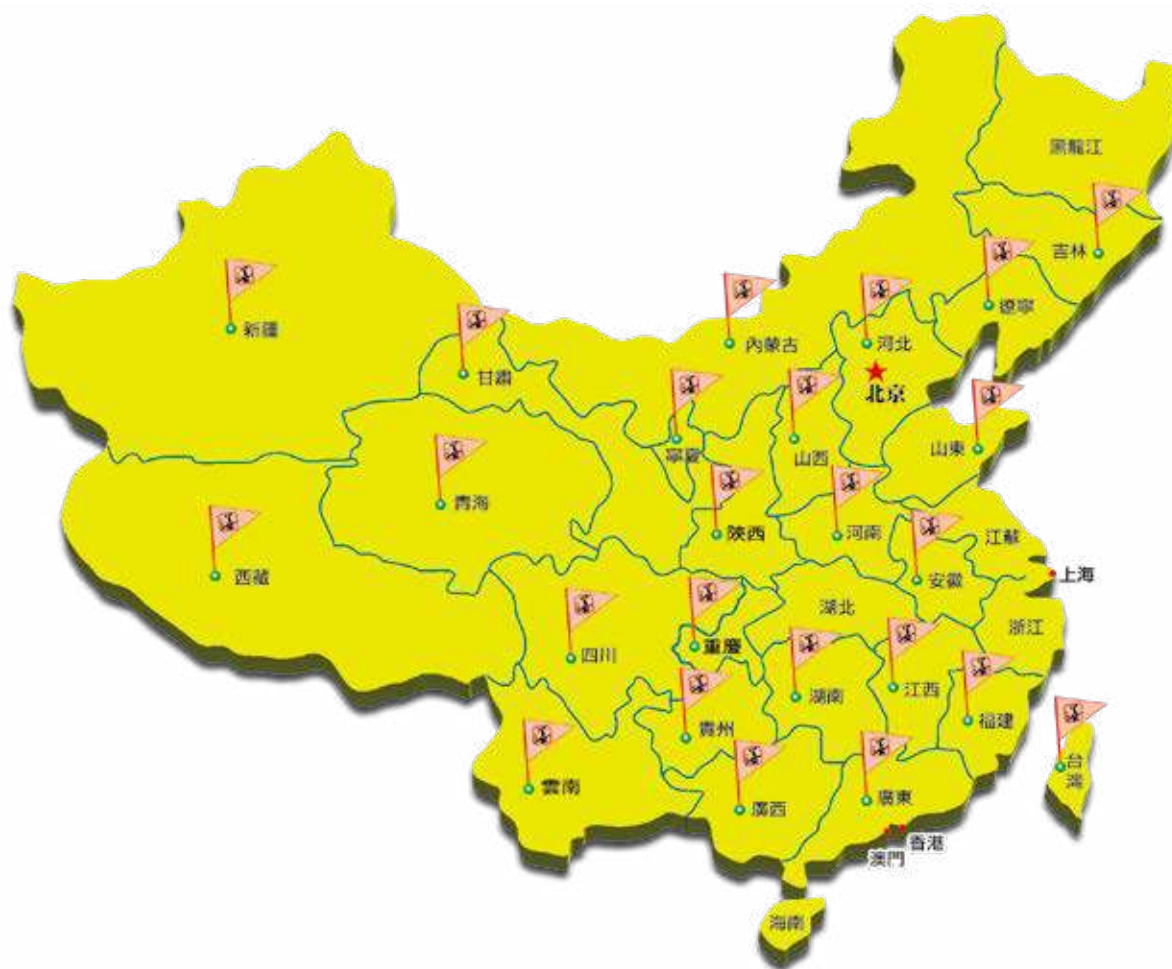 黑龍江
吉林
遼寧
新疆
內蒙古
河北
甘肅
北京
寧夏
山西
山東
青海
陝西
河南
江蘇
西藏
安徽
上海
湖北
浙江
四川
重慶
湖南
江西
貴州
福建
台灣
雲南
廣西
廣東
香港
澳門
海南